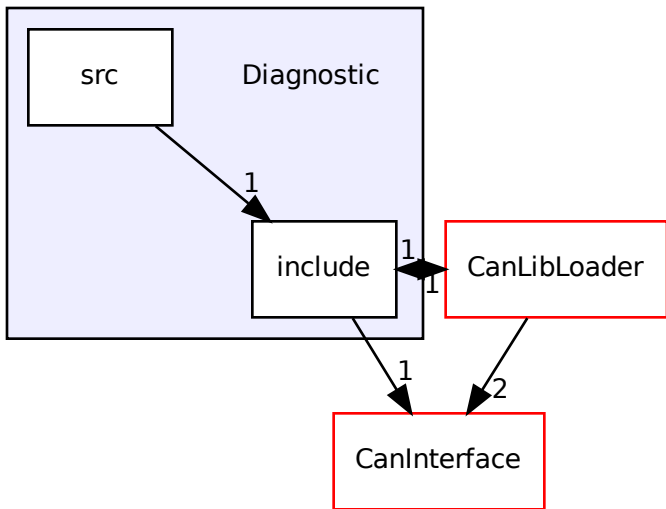 src
Diagnostic
1
include
1
1
CanLibLoader
1
2
CanInterface